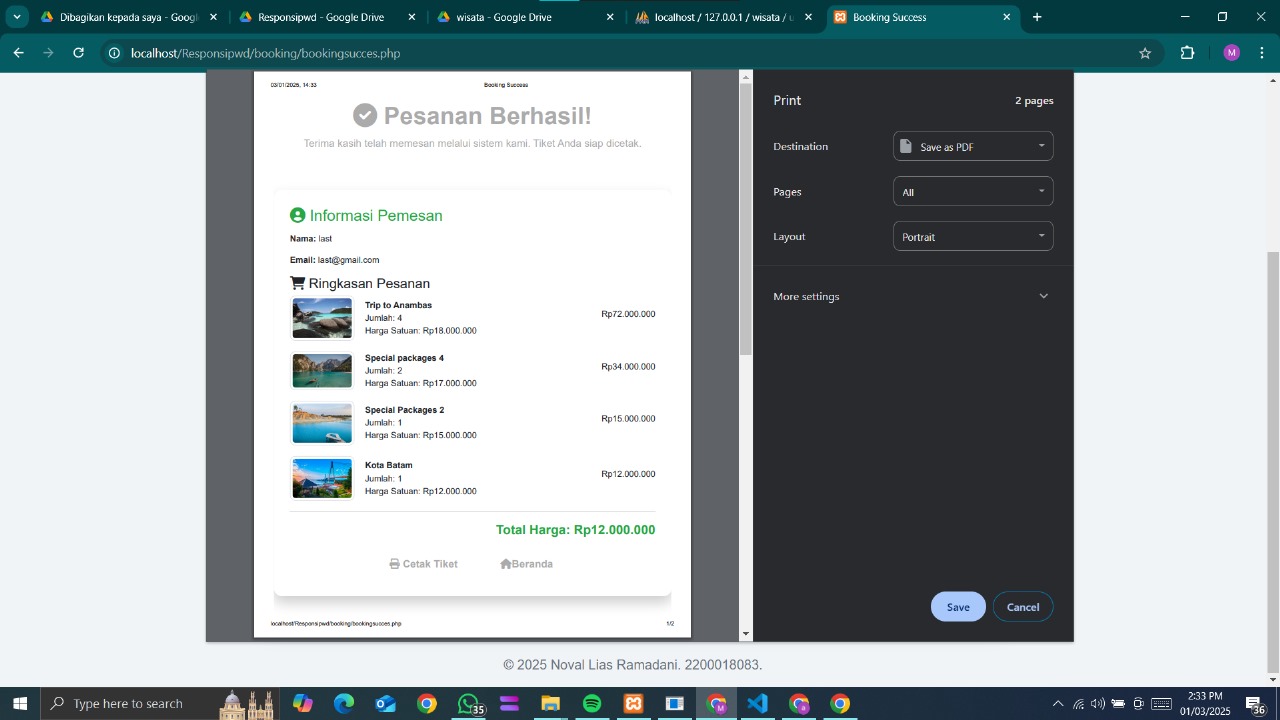 Dibagikan kepada saya - Google
Responsipwd - Google Drive
wisata - Google Drive
localhost / 127.0.0.1 / wisata / u
Booking Success
localhost/Responsipwd/booking/bookingsucces.php
M
03/01/2025, 14:33
Booking Success
Pesanan Berhasil!
Terima kasih telah memesan melalui sistem kami. Tiket Anda siap dicetak.
Informasi Pemesan
Nama: last
Email: last@gmail.com
Ringkasan Pesanan
Trip to Anambas
Jumlah: 4
Harga Satuan: Rp18.000.000
Rp72.000.000
Special packages 4
Jumlah: 2
Harga Satuan: Rp17.000.000
Rp34.000.000
Special Packages 2
Jumlah: 1
Harga Satuan: Rp15.000.000
Rp15.000.000
Kota Batam
Jumlah: 1
Harga Satuan: Rp12.000.000
Rp12.000.000
Total Harga: Rp12.000.000
Cetak Tiket
Beranda
localhost/Responsipwd/booking/bookingsucces.php
1/2
Print
2 pages
Destination
Save as PDF
Pages
All
Layout
Portrait
More settings
Save
Cancel
© 2025 Noval Lias Ramadani. 2200018083.
Type here to search
35
2:33 PM
01/03/2025
36